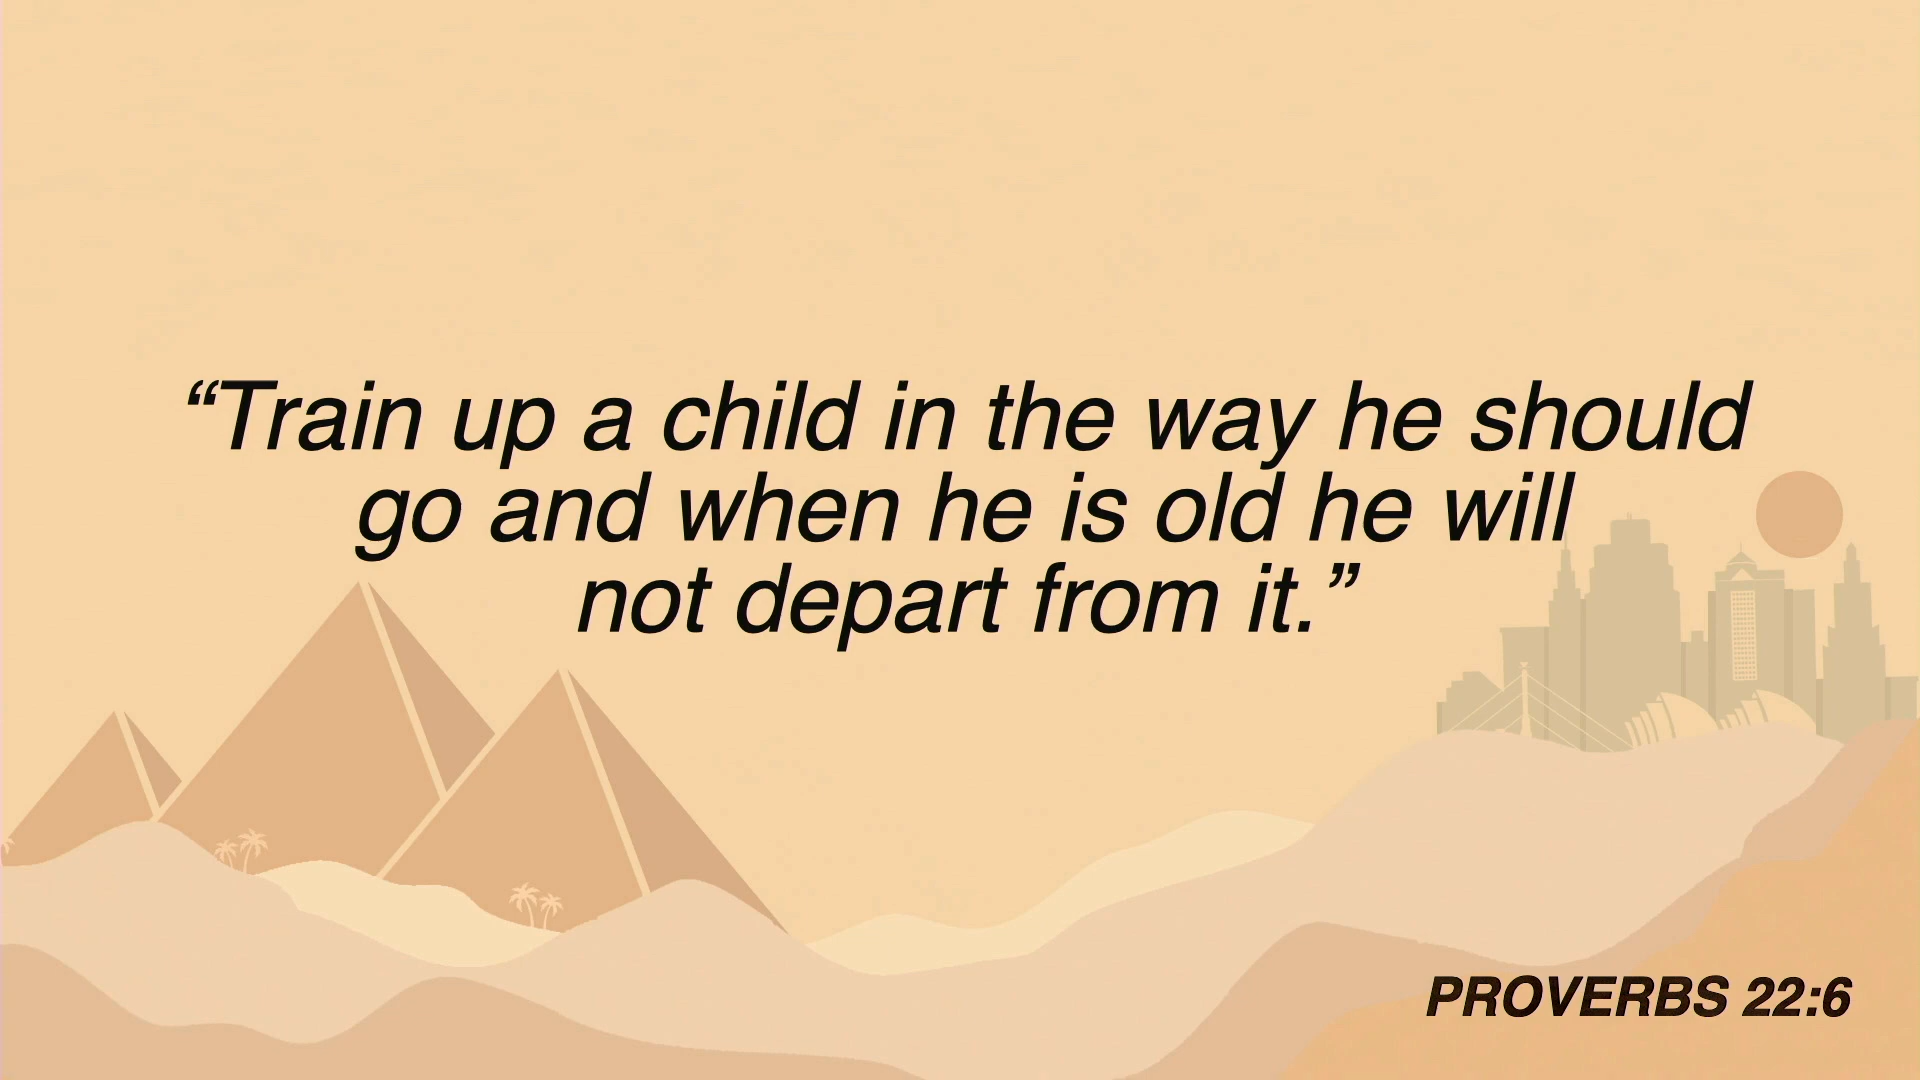 “Train up a child in the way he should
go and when he is old he will
not depart from it.”
PROVERBS 22:6